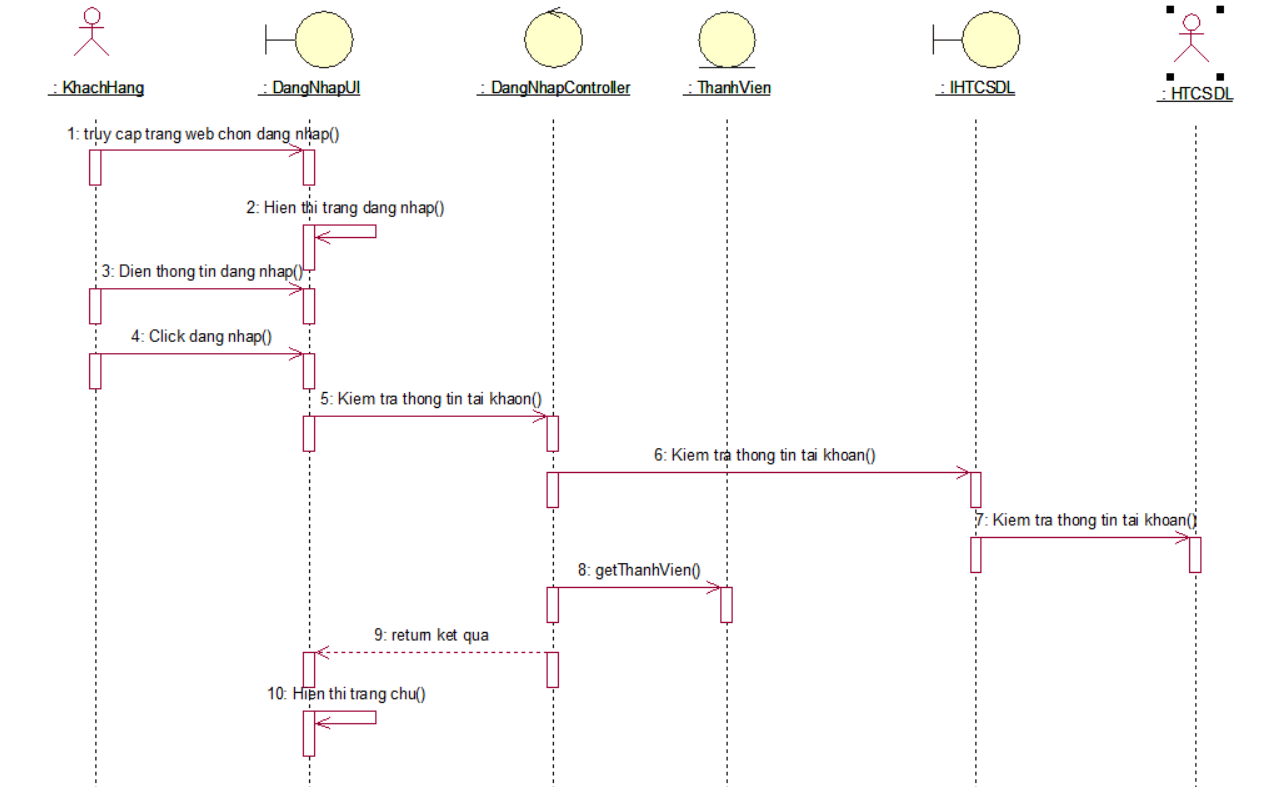 : KhachHang
: DangNhapUI
: DangNhapController
: ThanhVien
: IHTCSDL
: HTCSDL
1: truy cap trang web chon dang nhap()
2: Hien thi trang dang nhap()
3: Dien thong tin dang nhap()
4: Click dang nhap()
5: Kiem tra thong tin tai khaon()
6: Kiem tra thong tin tai khoan()
7: Kiem tra thong tin tai khoan()
8: getThanhVien()
9: return ket qua
10: Hien thi trang chu()